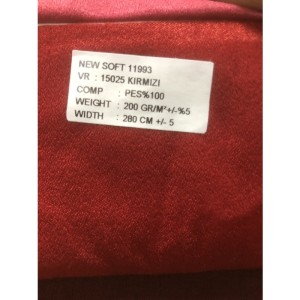 NEW SOFT 11993
VR : 15025 KIRMIZI
COMP : PES%100
WEIGHT : 200 GR/M²+/-%5
WIDTH : 280 CM +/- 5